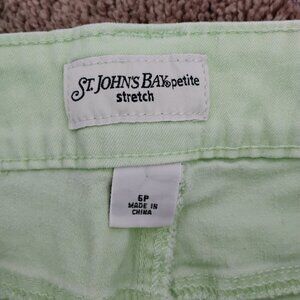 ST. JOHN'S BAY petite
stretch
6P
MADE IN
CHINA